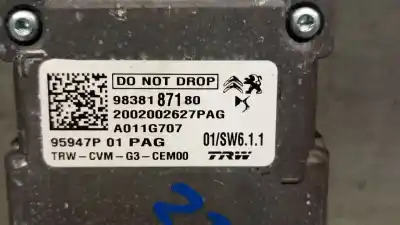 DO NOT DROP
98381 871 80
2002002627PAG
A011G707
95947P 01 PAG
01/SW6.1.1
TRW-CVM-G3-CEM00
TRW